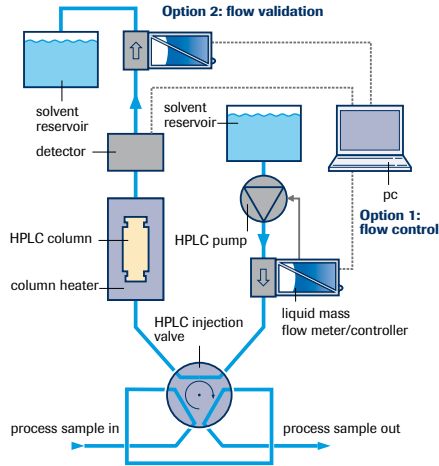 Option 2: flow validation
solvent
reservoir
solvent
reservoir
detector
pc
Option 1:
flow control
HPLC column
HPLC pump
column heater
liquid mass
flow meter/controller
HPLC injection
valve
process sample in
process sample out